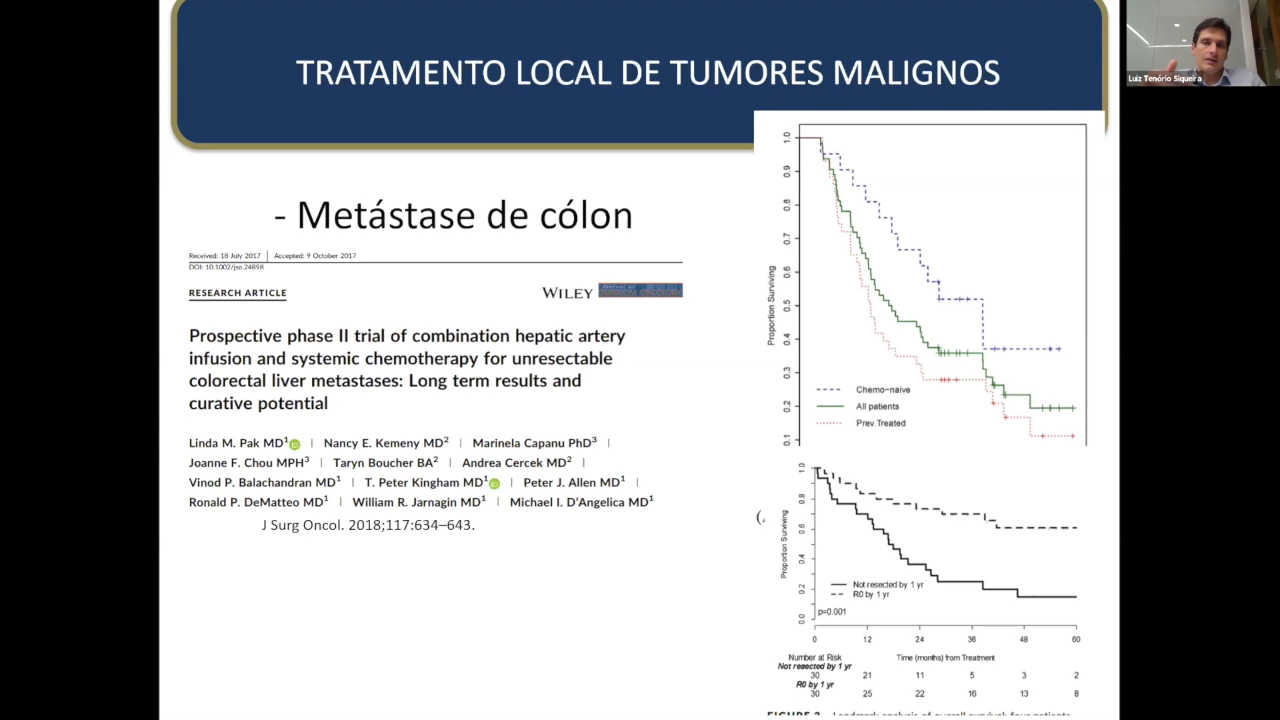 TRATAMENTO LOCAL DE TUMORES MALIGNOS
Luiz Tenório Siqueira
- Metástase de cólon
Received: 18 July 2017 | Accepted: 9 October 2017
DOI: 10.1002/jso.24898
RESEARCH ARTICLE
WILEY
Prospective phase II trial of combination hepatic artery
infusion and systemic chemotherapy for unresectable
colorectal liver metastases: Long term results and
curative potential
Linda M. Pak MD1 | Nancy E. Kemeny MD2 | Marinela Capanu PhD3 |
Joanne F. Chou MPH3 | Taryn Boucher BA2 | Andrea Cercek MD2 |
Vinod P. Balachandran MD1 | T. Peter Kingham MD1 | Peter J. Allen MD1 |
Ronald P. DeMatteo MD1 | William R. Jarnagin MD1 | Michael I. D'Angelica MD1
J Surg Oncol. 2018;117:634–643.
Proportion Surviving
1.0
0.9
0.8
0.7
0.6
0.5
0.4
0.3
0.2
0.1
Chemo-naive
All patients
Prev.Treated
Proportion Surviving
1.0
0.8
0.6
0.4
0.2
0.0
Not resected by 1 yr
R0 by 1 yr
p=0.001
0 12 24 36 48 60
Number at Risk Time (months) from Treatment
Not resected by 1 yr
30 21 11 5 3 2
R0 by 1 yr
30 25 22 16 13 8